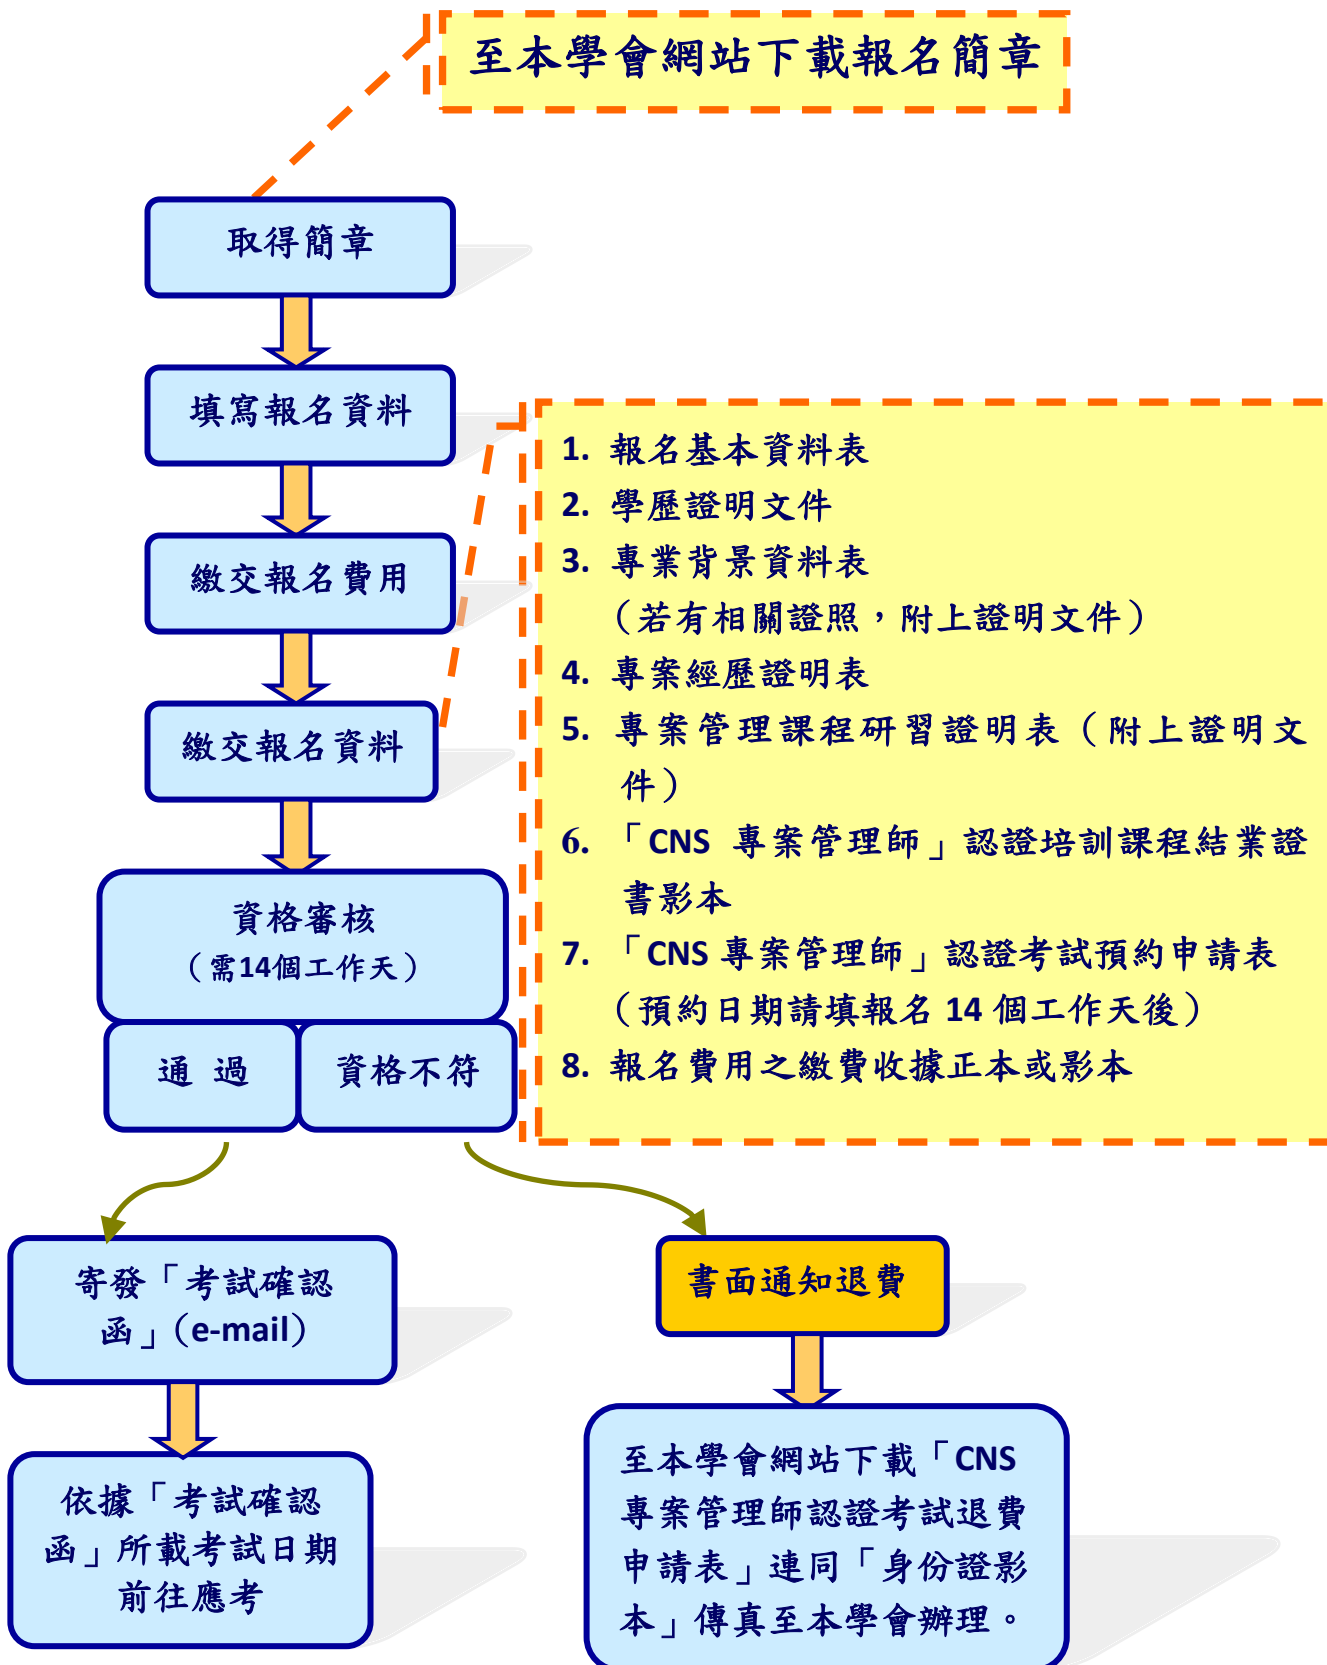 至本學會網站下載報名簡章
取得簡章
填寫報名資料
繳交報名費用
繳交報名資料
1. 報名基本資料表
2. 學歷證明文件
3. 專業背景資料表
（若有相關證照，附上證明文件）
4. 專案經歷證明表
5. 專案管理課程研習證明表（附上證明文
件）
6. 「CNS 專案管理師」認證培訓課程結業證
書影本
7. 「CNS 專案管理師」認證考試預約申請表
（預約日期請填報名 14 個工作天後）
8. 報名費用之繳費收據正本或影本
資格審核
（需14個工作天）
通 過
資格不符
寄發「考試確認
函」（e-mail）
依據「考試確認
函」所載考試日期
前往應考
書面通知退費
至本學會網站下載「CNS
專案管理師認證考試退費
申請表」連同「身份證影
本」傳真至本學會辦理。